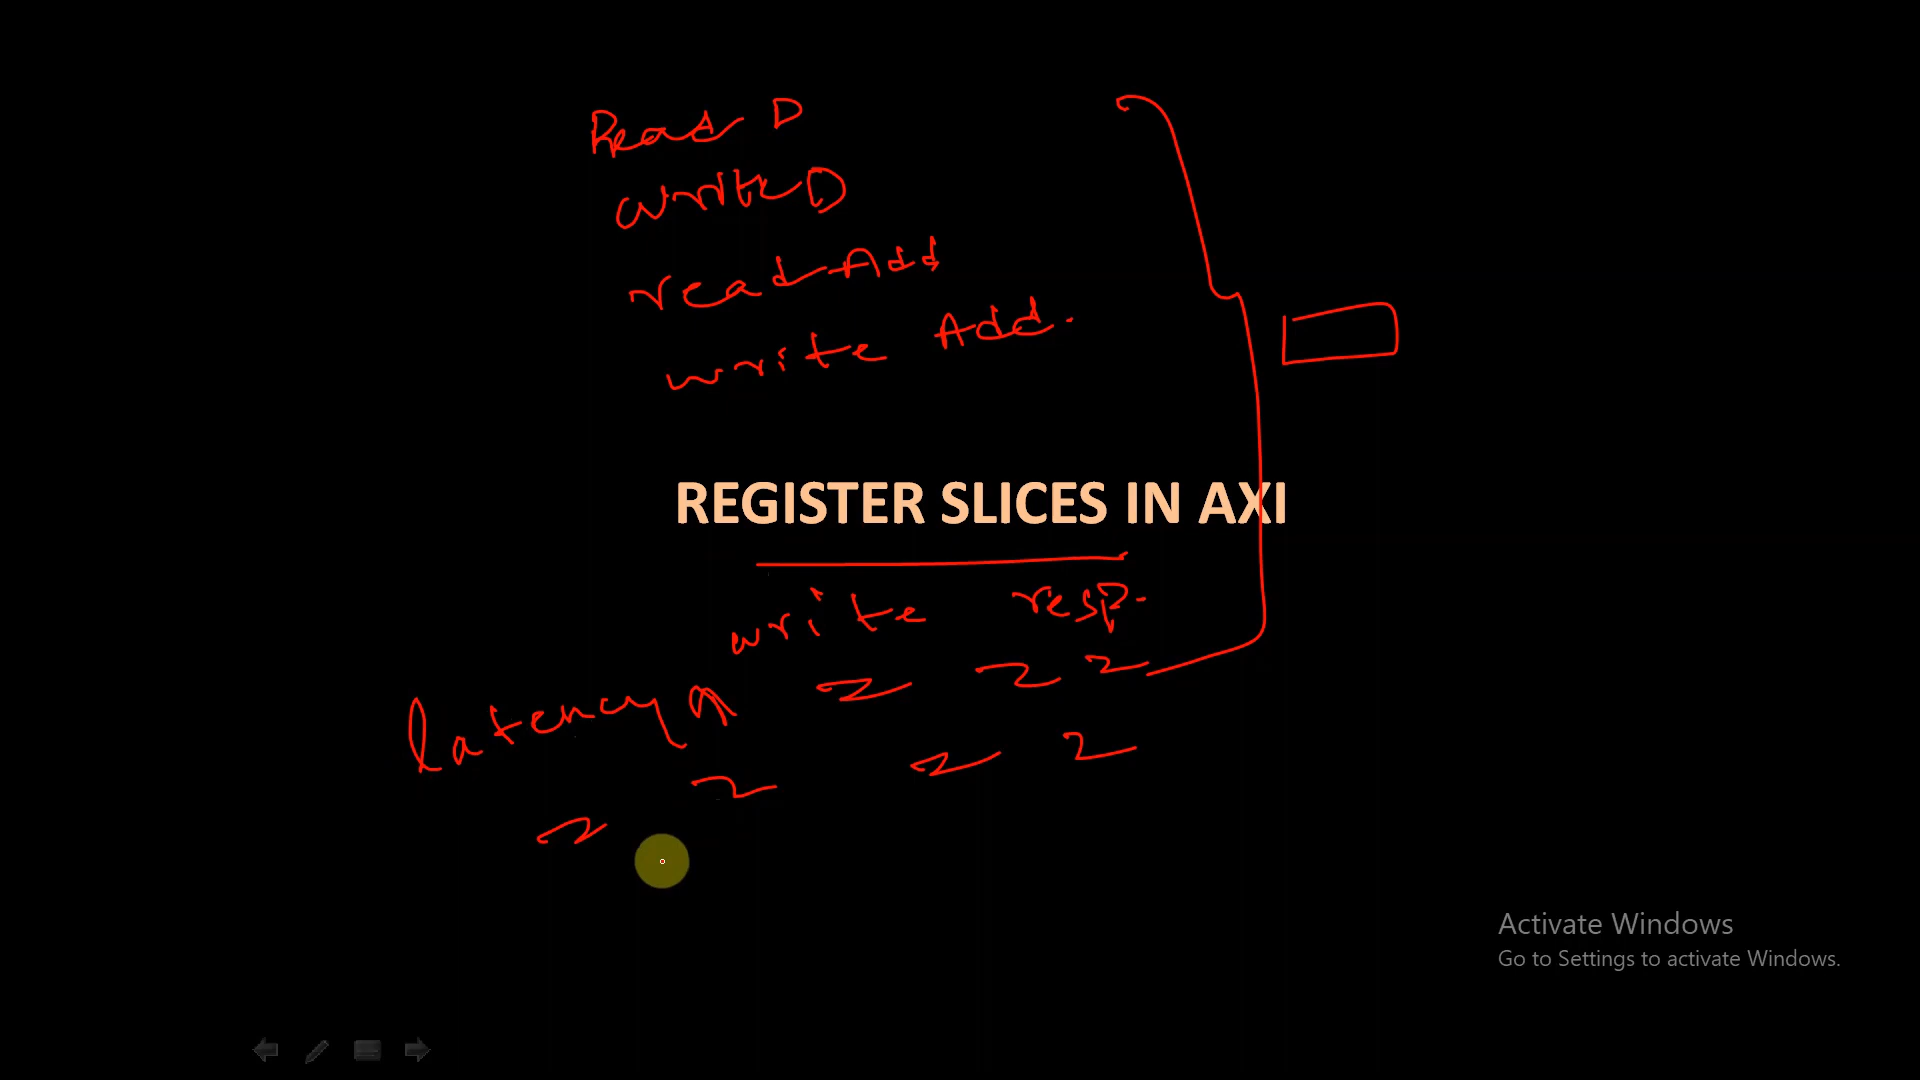 Read D
write D
read Add
write Add.
REGISTER SLICES IN AXI
write resp.
latency
Activate Windows
Go to Settings to activate Windows.